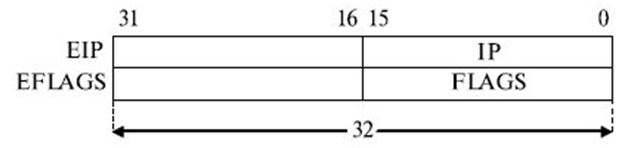 31 16 15 0
EIP IP
EFLAGS FLAGS
32